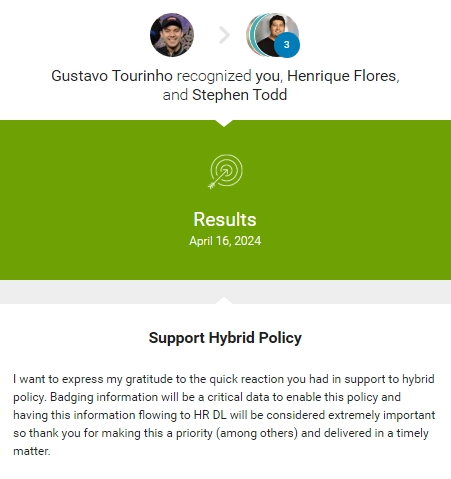 3
Gustavo Tourinho recognized you, Henrique Flores,
and Stephen Todd
Results
April 16, 2024
Support Hybrid Policy
I want to express my gratitude to the quick reaction you had in support to hybrid
policy. Badging information will be a critical data to enable this policy and
having this information flowing to HR DL will be considered extremely important
so thank you for making this a priority (among others) and delivered in a timely
matter.